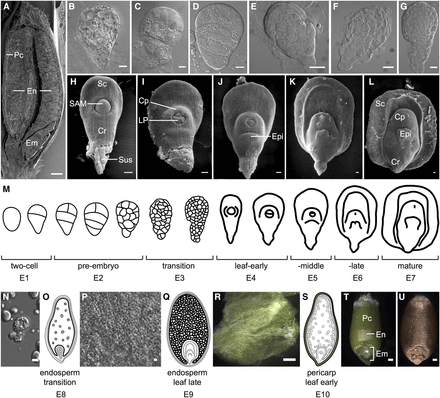 A
Pc
En
Em
B
C
D
E
F
G
H
Sc
SAM
Cr
Sus
I
Cp
LP
J
Epi
K
L
Sc
Cp
Epi
Cr
M
two-cell
pre-embryo
transition
leaf-early
-middle
-late
mature
E1
E2
E3
E4
E5
E6
E7
N
O
P
Q
R
S
T
U
Pc
En
Em
endosperm
transition
E8
endosperm
leaf late
E9
pericarp
leaf early
E10